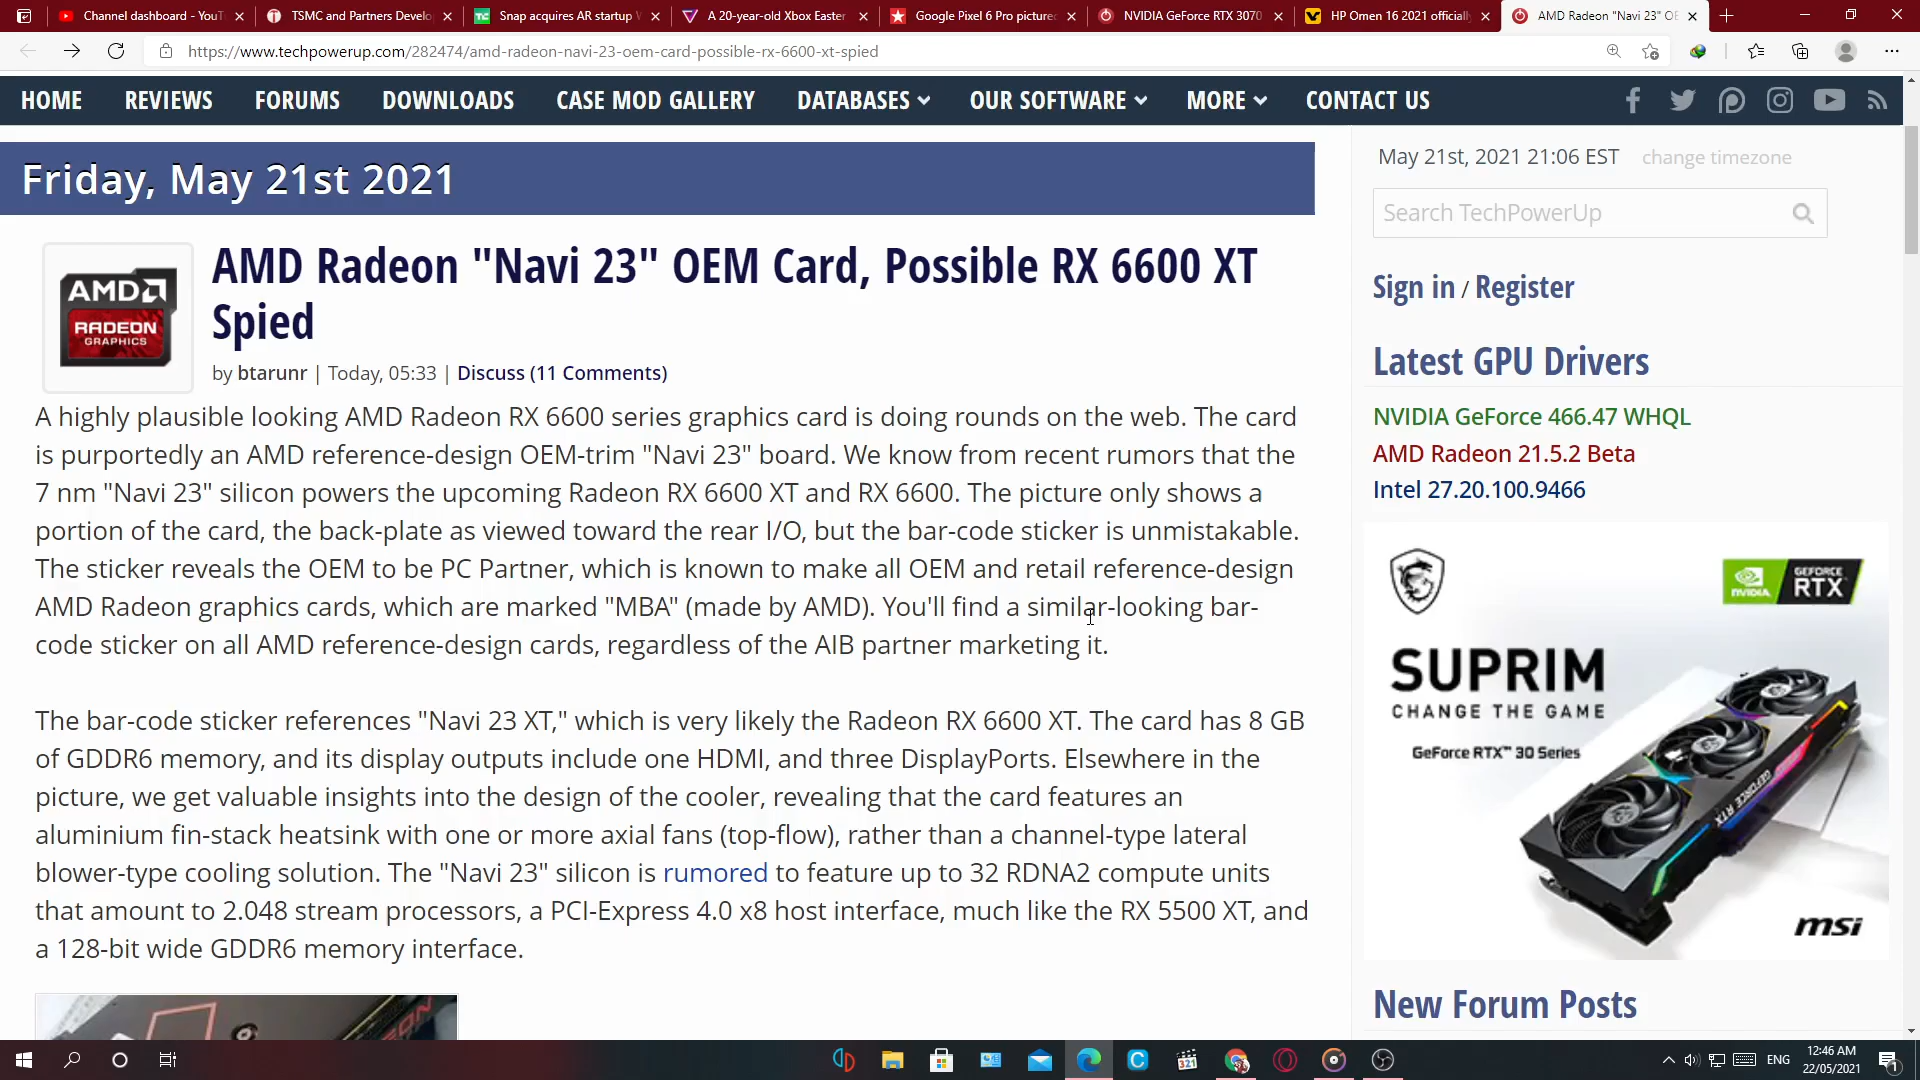 Channel dashboard - YouT
TSMC and Partners Develo
Snap acquires AR startup
A 20-year-old Xbox Easter
Google Pixel 6 Pro picture
NVIDIA GeForce RTX 3070
HP Omen 16 2021 official
AMD Radeon "Navi 23" OE
https://www.techpowerup.com/282474/amd-radeon-navi-23-oem-card-possible-rx-6600-xt-spied
HOME REVIEWS FORUMS DOWNLOADS CASE MOD GALLERY DATABASES OUR SOFTWARE MORE CONTACT US
Friday, May 21st 2021
AMD
RADEON
GRAPHICS
AMD Radeon "Navi 23" OEM Card, Possible RX 6600 XT
Spied
by btarunr | Today, 05:33 | Discuss (11 Comments)
A highly plausible looking AMD Radeon RX 6600 series graphics card is doing rounds on the web. The card
is purportedly an AMD reference-design OEM-trim "Navi 23" board. We know from recent rumors that the
7 nm "Navi 23" silicon powers the upcoming Radeon RX 6600 XT and RX 6600. The picture only shows a
portion of the card, the back-plate as viewed toward the rear I/O, but the bar-code sticker is unmistakable.
The sticker reveals the OEM to be PC Partner, which is known to make all OEM and retail reference-design
AMD Radeon graphics cards, which are marked "MBA" (made by AMD). You'll find a similar-looking bar-
code sticker on all AMD reference-design cards, regardless of the AIB partner marketing it.
The bar-code sticker references "Navi 23 XT," which is very likely the Radeon RX 6600 XT. The card has 8 GB
of GDDR6 memory, and its display outputs include one HDMI, and three DisplayPorts. Elsewhere in the
picture, we get valuable insights into the design of the cooler, revealing that the card features an
aluminium fin-stack heatsink with one or more axial fans (top-flow), rather than a channel-type lateral
blower-type cooling solution. The "Navi 23" silicon is rumored to feature up to 32 RDNA2 compute units
that amount to 2.048 stream processors, a PCI-Express 4.0 x8 host interface, much like the RX 5500 XT, and
a 128-bit wide GDDR6 memory interface.
May 21st, 2021 21:06 EST change timezone
Search TechPowerUp
Sign in / Register
Latest GPU Drivers
NVIDIA GeForce 466.47 WHQL
AMD Radeon 21.5.2 Beta
Intel 27.20.100.9466
NVIDIA
GEFORCE
RTX
SUPRIM
CHANGE THE GAME
GeForce RTX™ 30 Series
GEFORCE RTX
msi
New Forum Posts
ENG
12:46 AM
22/05/2021